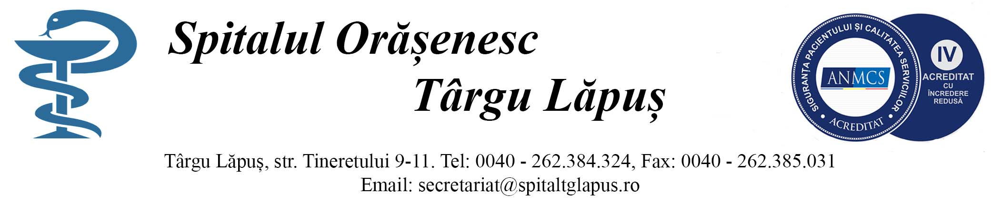 Spitalul Orășenesc
Târgu Lăpuș
SIGURANȚA PACIENTULUI ȘI CALITATEA SERVICIILOR
ANMCS
• ACREDITAT •
IV
ACREDITAT
CU
ÎNCREDERE
REDUSĂ
Târgu Lăpuș, str. Tineretului 9-11. Tel: 0040 - 262.384.324, Fax: 0040 - 262.385.031
Email: secretariat@spitaltglapus.ro